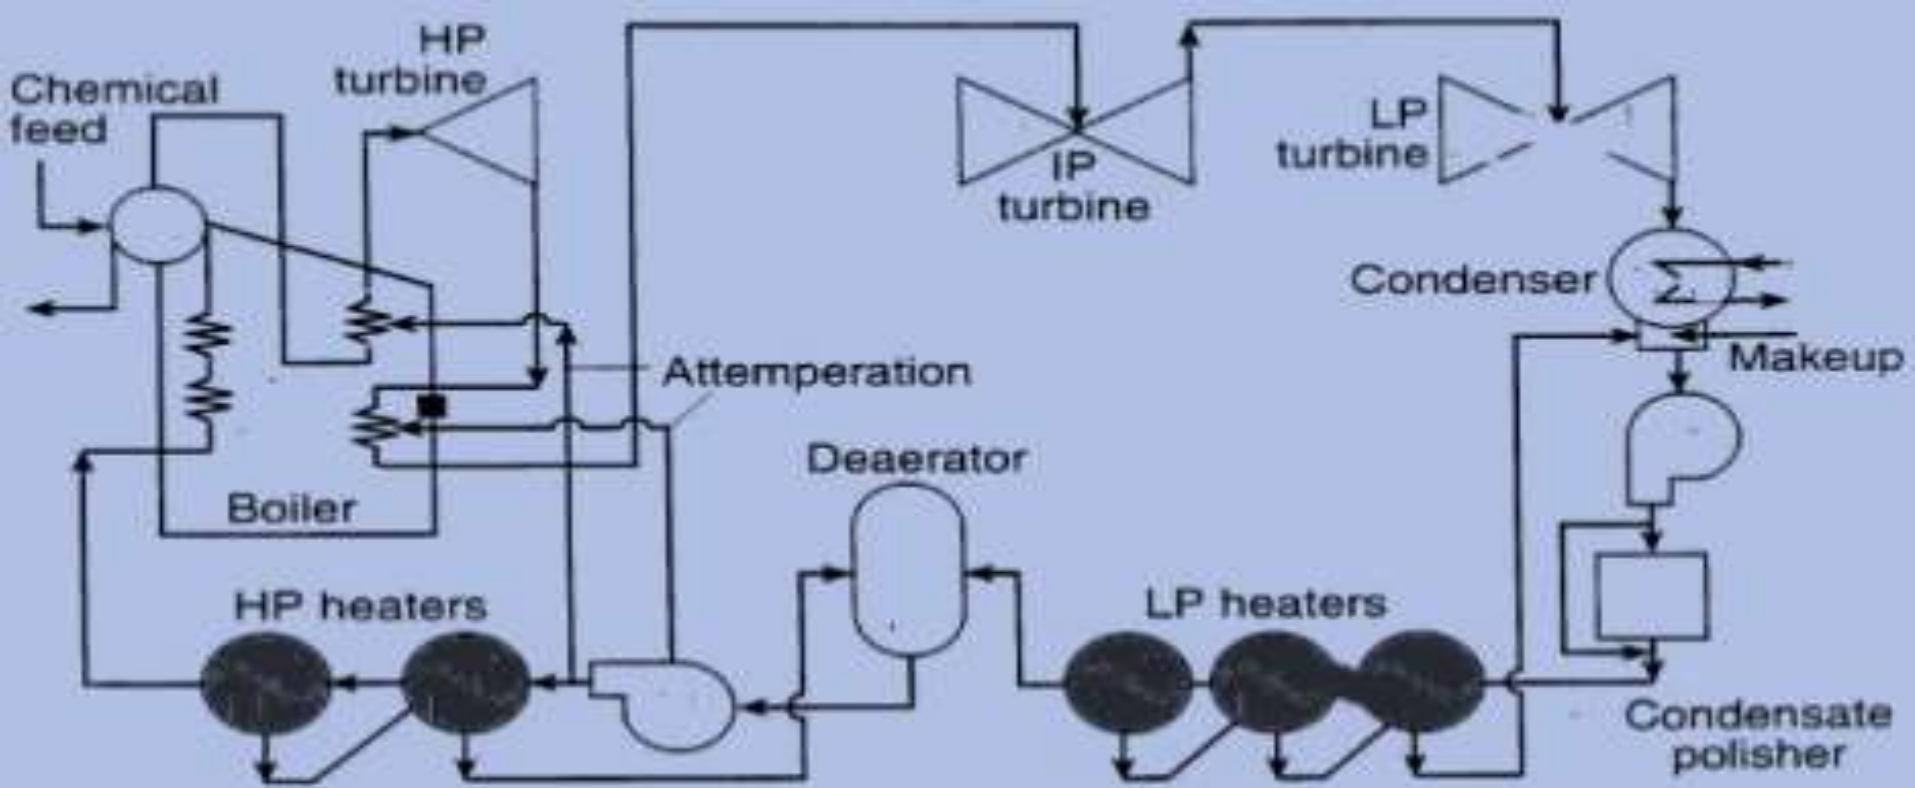 HP
turbine
Chemical
feed
LP
turbine
IP
turbine
Condenser
Makeup
Attemperation
Deaerator
Boiler
HP heaters
LP heaters
Condensate
polisher